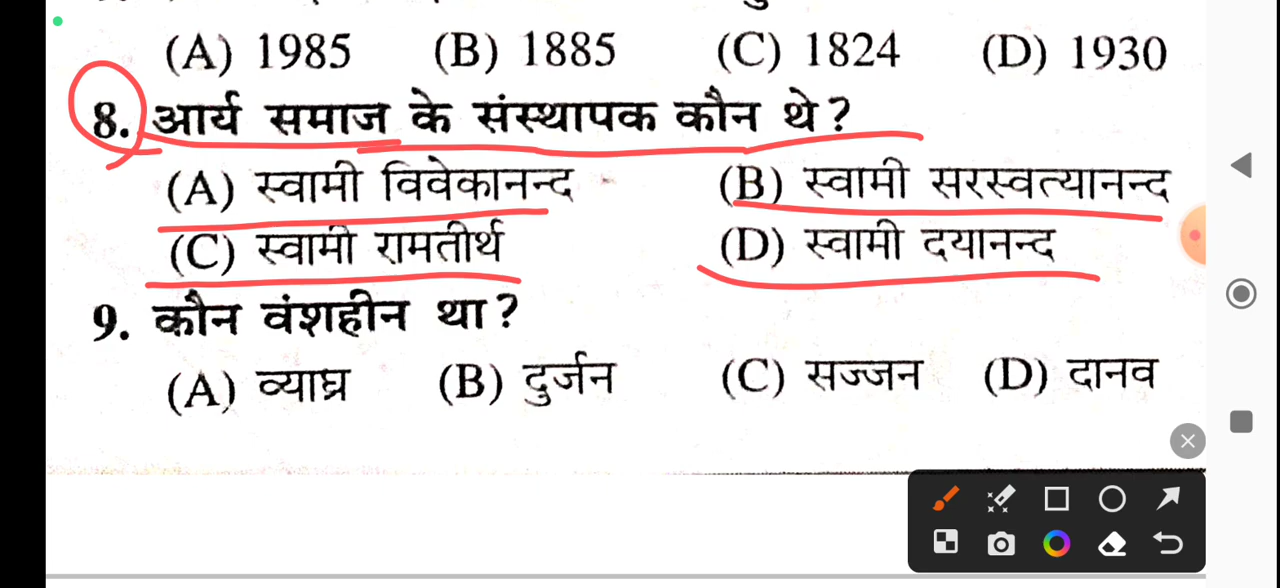 (A) 1985 (B) 1885 (C) 1824 (D) 1930
8. आर्य समाज के संस्थापक कौन थे?
(A) स्वामी विवेकानन्द (B) स्वामी सरस्वत्यानन्द
(C) स्वामी रामतीर्थ (D) स्वामी दयानन्द
9. कौन वंशहीन था?
(A) व्याघ्र (B) दुर्जन (C) सज्जन (D) दानव